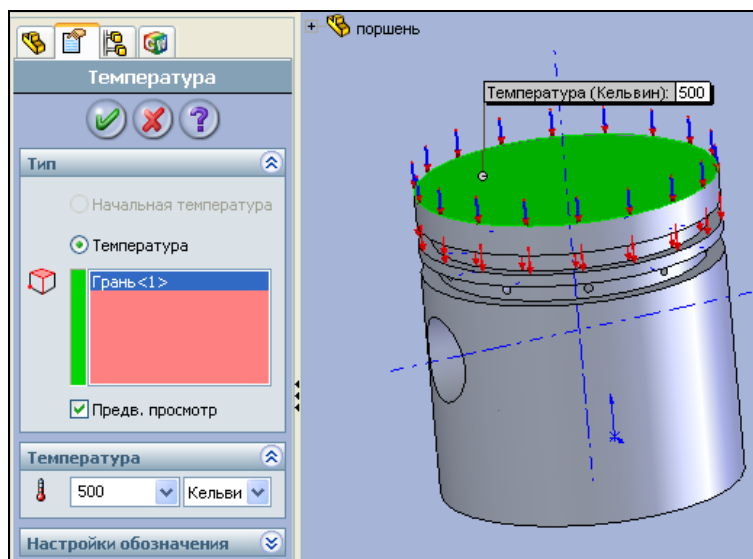 Температура
Тип
Начальная температура
Температура
Грань<1>
Предв. просмотр
Температура
500 Кельви
Настройки обозначения
поршень
Температура (Кельвин): 500